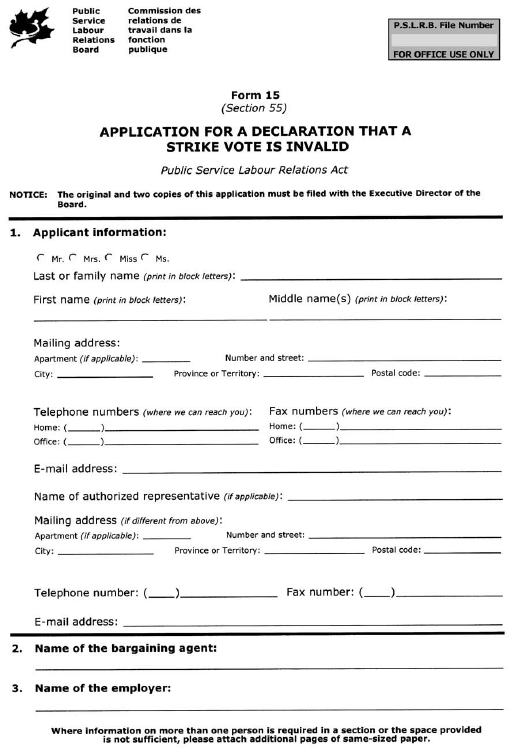 Public
Service
Labour
Relations
Board
Commission des
relations de
travail dans la
fonction
publique
P.S.L.R.B. File Number
FOR OFFICE USE ONLY
Form 15
(Section 55)
APPLICATION FOR A DECLARATION THAT A
STRIKE VOTE IS INVALID
Public Service Labour Relations Act
NOTICE: The original and two copies of this application must be filed with the Executive Director of the
Board.
1. Applicant information:
Mr. Mrs. Miss Ms.
Last or family name (print in block letters):
First name (print in block letters): Middle name(s) (print in block letters):
Mailing address:
Apartment (if applicable): Number and street:
City: Province or Territory: Postal code:
Telephone numbers (where we can reach you): Fax numbers (where we can reach you):
Home: ( ) Home: ( )
Office: ( ) Office: ( )
E-mail address:
Name of authorized representative (if applicable):
Mailing address (if different from above):
Apartment (if applicable): Number and street:
City: Province or Territory: Postal code:
Telephone number: ( ) Fax number: ( )
E-mail address:
2. Name of the bargaining agent:
3. Name of the employer:
Where information on more than one person is required in a section or the space provided
is not sufficient, please attach additional pages of same-sized paper.